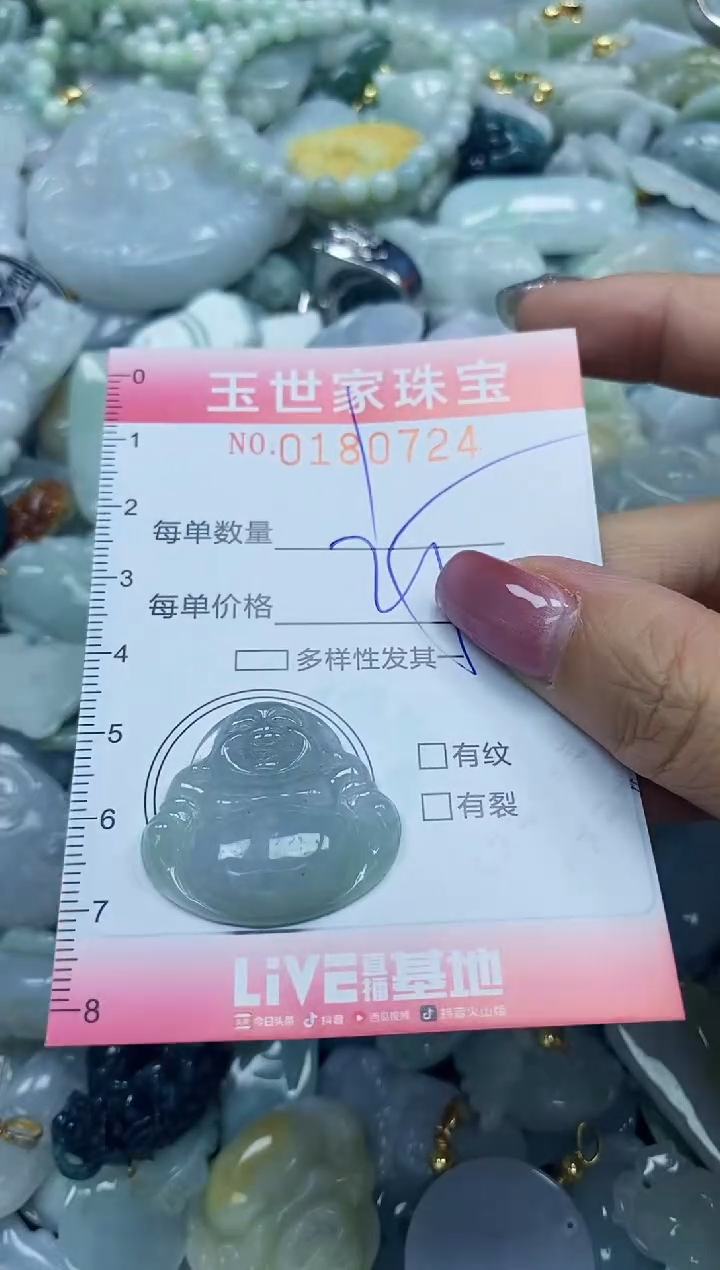 0
玉世家珠宝
1
NO.0180724
2
每单数量
3
每单价格
4
多样性发其
5
有纹
有裂
6
7
LiVE直播基地
8
头条 今日头条 抖音 西瓜视频 抖音火山版